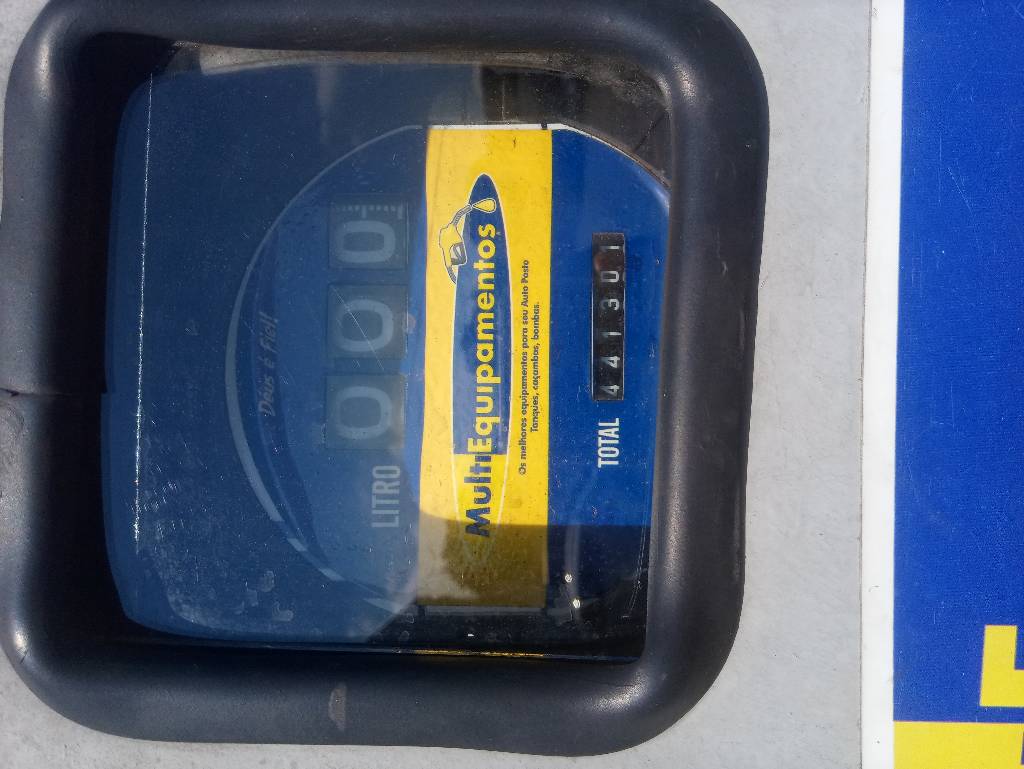 Deus é Fiel!
LITRO 000
MultiEquipamentos
Os melhores equipamentos para seu Auto Posto
Tanques, caçambas, bombas.
TOTAL 441301